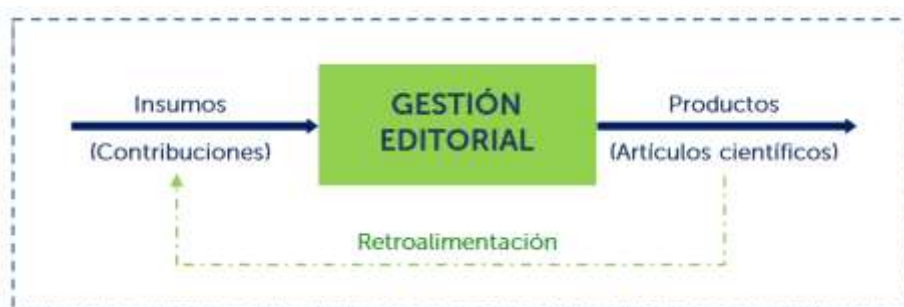 Insumos
(Contribuciones)
GESTIÓN
EDITORIAL
Productos
(Artículos científicos)
Retroalimentación